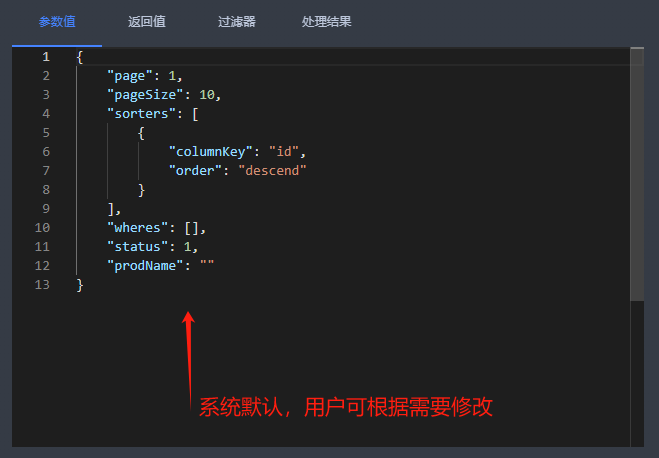 参数值 返回值 过滤器 处理结果
1 {
2 "page": 1,
3 "pageSize": 10,
4 "sorters": [
5 {
6 "columnKey": "id",
7 "order": "descend"
8 }
9 ],
10 "wheres": [],
11 "status": 1,
12 "prodName": ""
13 }
系统默认，用户可根据需要修改